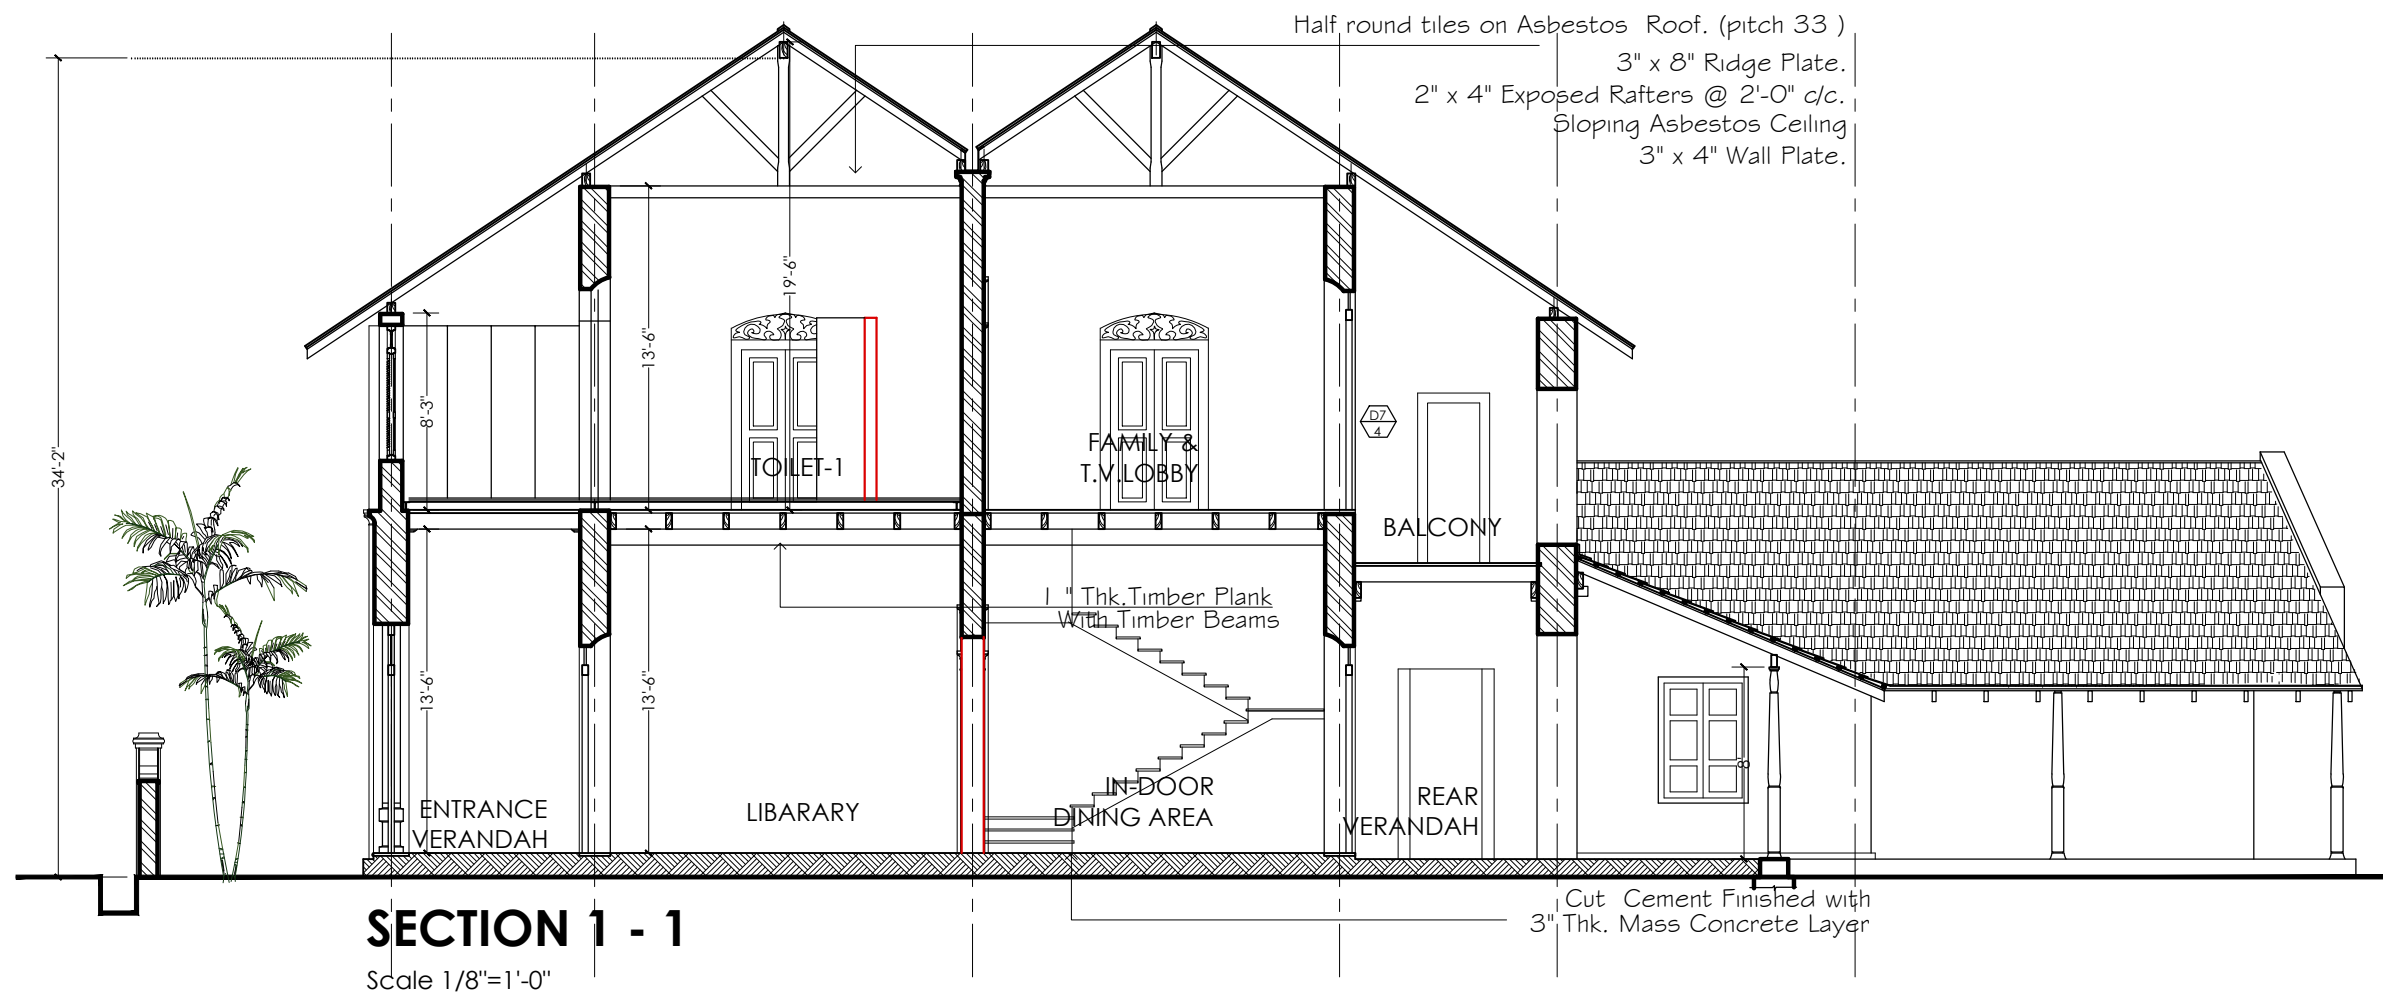 Half round tiles on Asbestos Roof. (pitch 33 )
3" x 8" Ridge Plate.
2" x 4" Exposed Rafters @ 2'-0" c/c.
Sloping Asbestos Ceiling
3" x 4" Wall Plate.
34'-2"
19'-6"
13'-6"
8'-3"
D7
4
TOILET-1
FAMILY &
T.V.LOBBY
BALCONY
1 " Thk.Timber Plank
With Timber Beams
13'-6"
13'-6"
8'
ENTRANCE
VERANDAH
LIBARARY
IN-DOOR
DINING AREA
REAR
VERANDAH
Cut Cement Finished with
3" Thk. Mass Concrete Layer
SECTION 1 - 1
Scale 1/8"=1'-0"